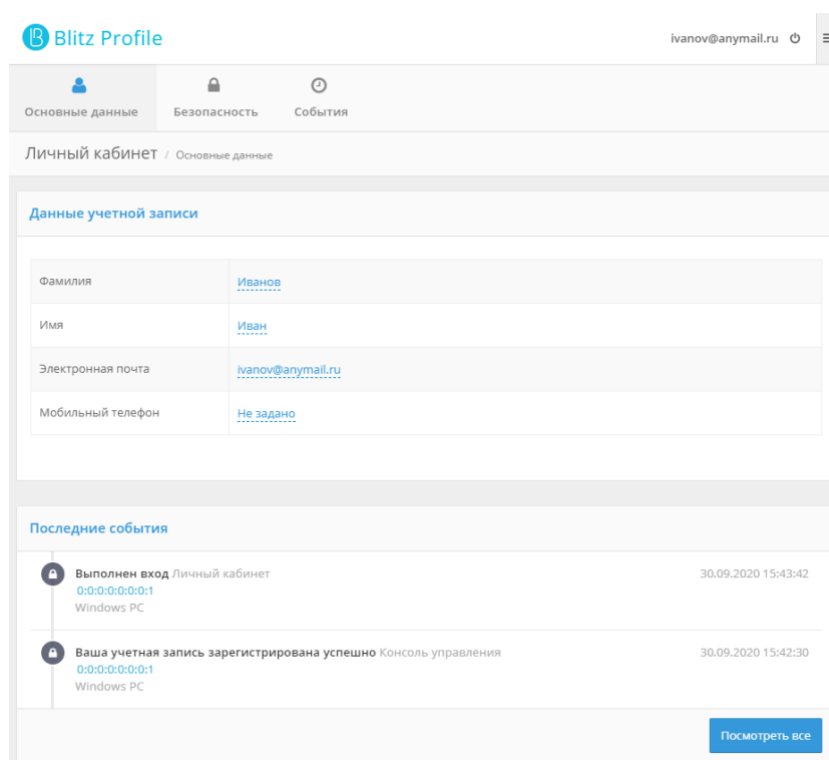 Blitz Profile
ivanov@anymail.ru
Основные данные Безопасность События
Личный кабинет / Основные данные
Данные учетной записи
Фамилия Иванов
Имя Иван
Электронная почта ivanov@anymail.ru
Мобильный телефон Не задано
Последние события
Выполнен вход Личный кабинет 30.09.2020 15:43:42
0:0:0:0:0:0:0:1
Windows PC
Ваша учетная запись зарегистрирована успешно Консоль управления 30.09.2020 15:42:30
0:0:0:0:0:0:0:1
Windows PC
Посмотреть все